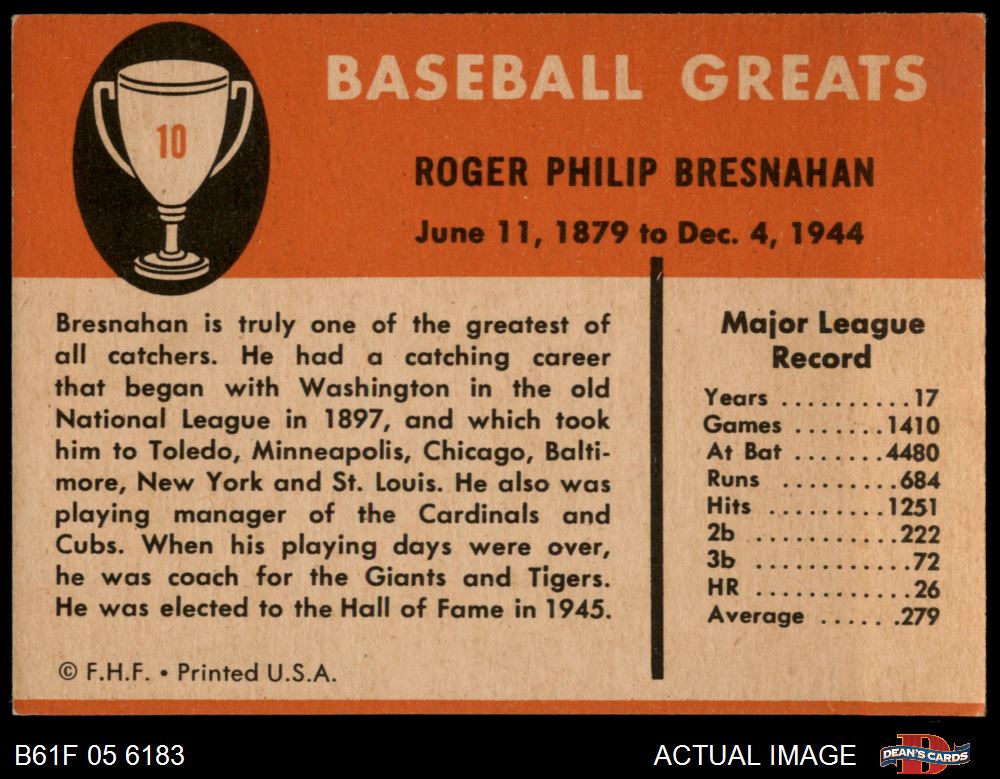 10
BASEBALL GREATS
ROGER PHILIP BRESNAHAN
June 11, 1879 to Dec. 4, 1944
Bresnahan is truly one of the greatest of
all catchers. He had a catching career
that began with Washington in the old
National League in 1897, and which took
him to Toledo, Minneapolis, Chicago, Balti-
more, New York and St. Louis. He also was
playing manager of the Cardinals and
Cubs. When his playing days were over,
he was coach for the Giants and Tigers.
He was elected to the Hall of Fame in 1945.
© F.H.F. • Printed U.S.A.
Major League
Record
Years ..........17
Games .......1410
At Bat .......4480
Runs .........684
Hits .........1251
2b ...........222
3b ............72
HR ............26
Average ......279
B61F 05 6183
ACTUAL IMAGE
D
DEAN'S CARDS